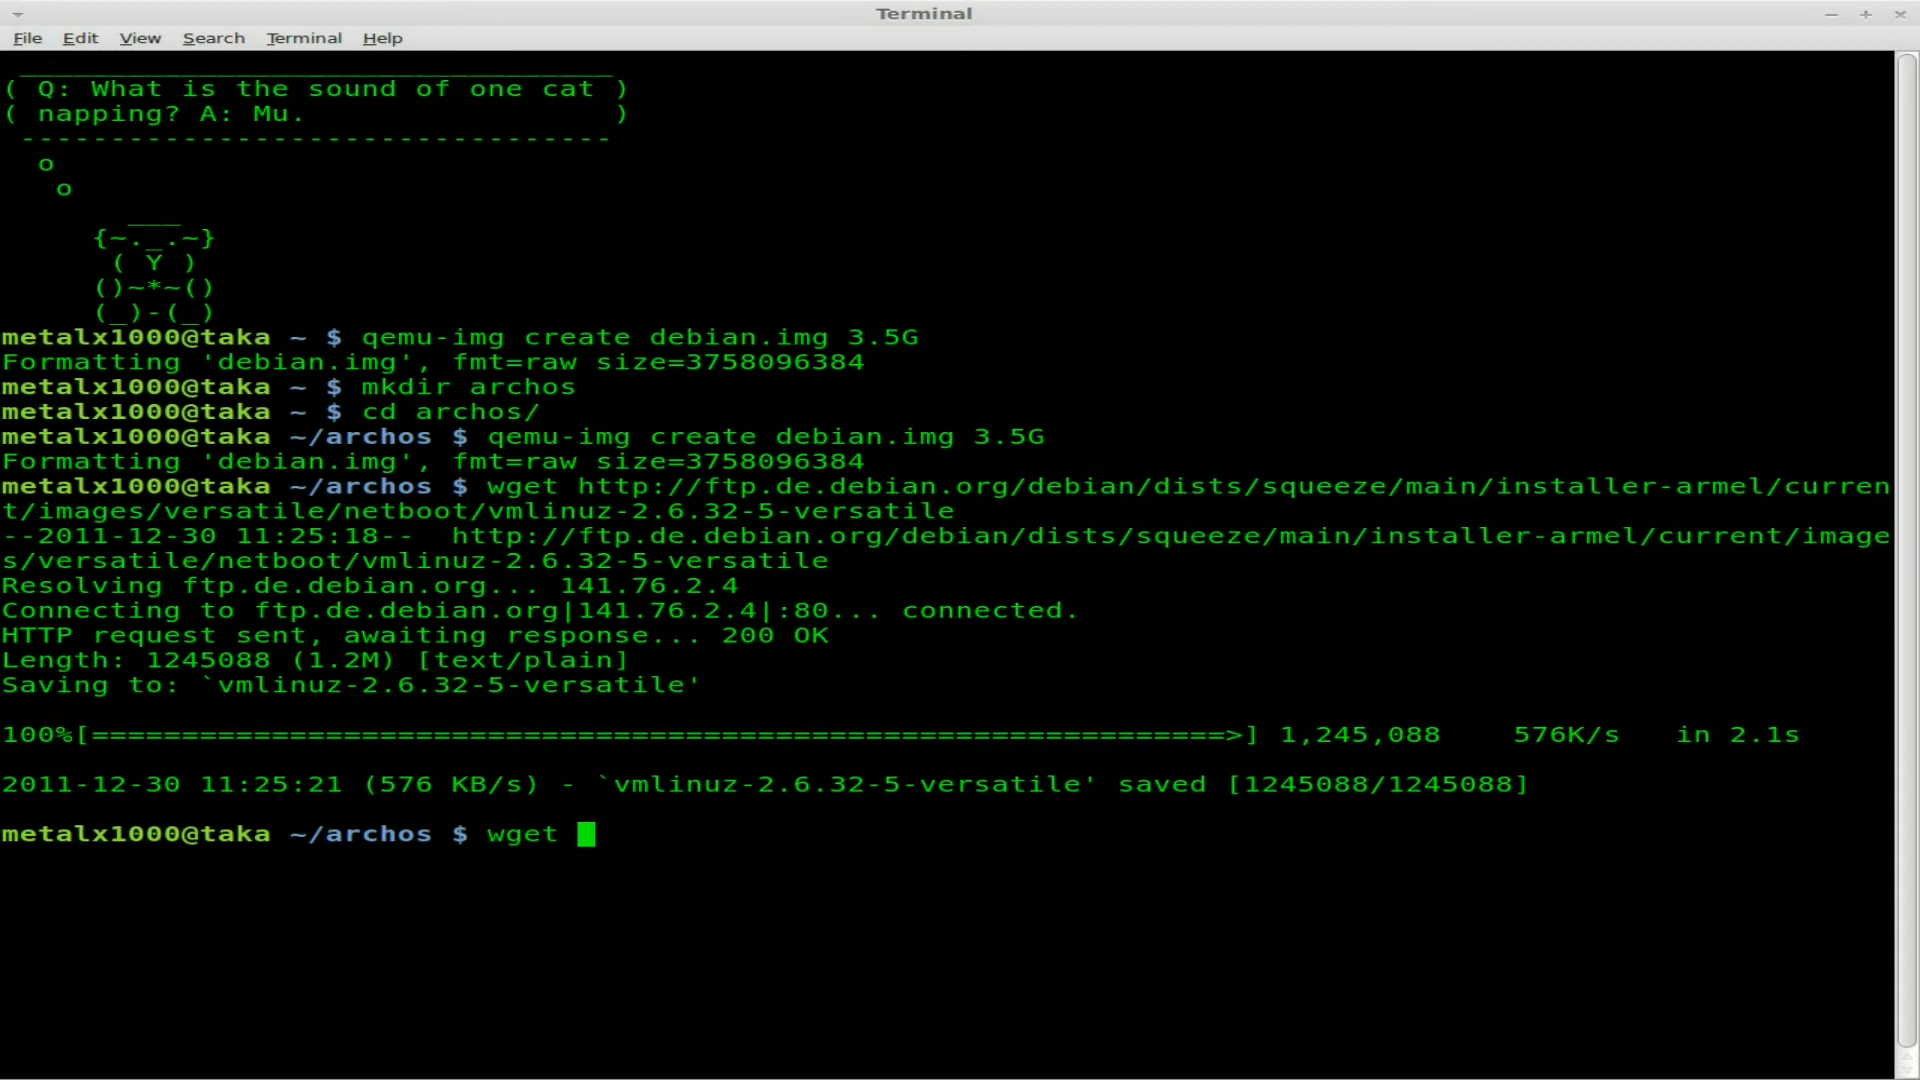 Terminal
File Edit View Search Terminal Help
_________________________________
( Q: What is the sound of one cat )
( napping? A: Mu. )
---------------------------------
o
o
___
{~._.~}
( Y )
()~*~()
(_)-(_)
metalx1000@taka ~ $ qemu-img create debian.img 3.5G
Formatting 'debian.img', fmt=raw size=3758096384
metalx1000@taka ~ $ mkdir archos
metalx1000@taka ~ $ cd archos/
metalx1000@taka ~/archos $ qemu-img create debian.img 3.5G
Formatting 'debian.img', fmt=raw size=3758096384
metalx1000@taka ~/archos $ wget http://ftp.de.debian.org/debian/dists/squeeze/main/installer-armel/curren
t/images/versatile/netboot/vmlinuz-2.6.32-5-versatile
--2011-12-30 11:25:18-- http://ftp.de.debian.org/debian/dists/squeeze/main/installer-armel/current/image
s/versatile/netboot/vmlinuz-2.6.32-5-versatile
Resolving ftp.de.debian.org... 141.76.2.4
Connecting to ftp.de.debian.org|141.76.2.4|:80... connected.
HTTP request sent, awaiting response... 200 OK
Length: 1245088 (1.2M) [text/plain]
Saving to: `vmlinuz-2.6.32-5-versatile'
100%[===============================================================>] 1,245,088 576K/s in 2.1s
2011-12-30 11:25:21 (576 KB/s) - `vmlinuz-2.6.32-5-versatile' saved [1245088/1245088]
metalx1000@taka ~/archos $ wget